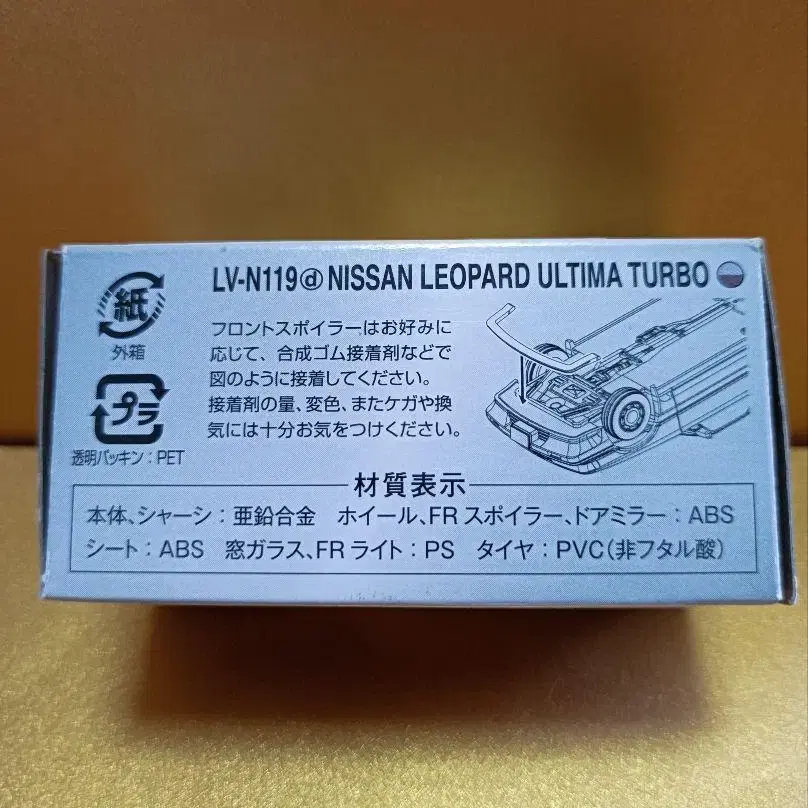 LV-N119ⓓ NISSAN LEOPARD ULTIMA TURBO
紙
外箱
プラ
透明パッキン：PET
フロントスポイラーはお好みに
応じて、合成ゴム接着剤などで
図のように接着してください。
接着剤の量、変色、またケガや換
気には十分お気をつけください。
材質表示
本体、シャーシ：亜鉛合金 ホイール、FRスポイラー、ドアミラー：ABS
シート：ABS 窓ガラス、FRライト：PS タイヤ：PVC（非フタル酸）